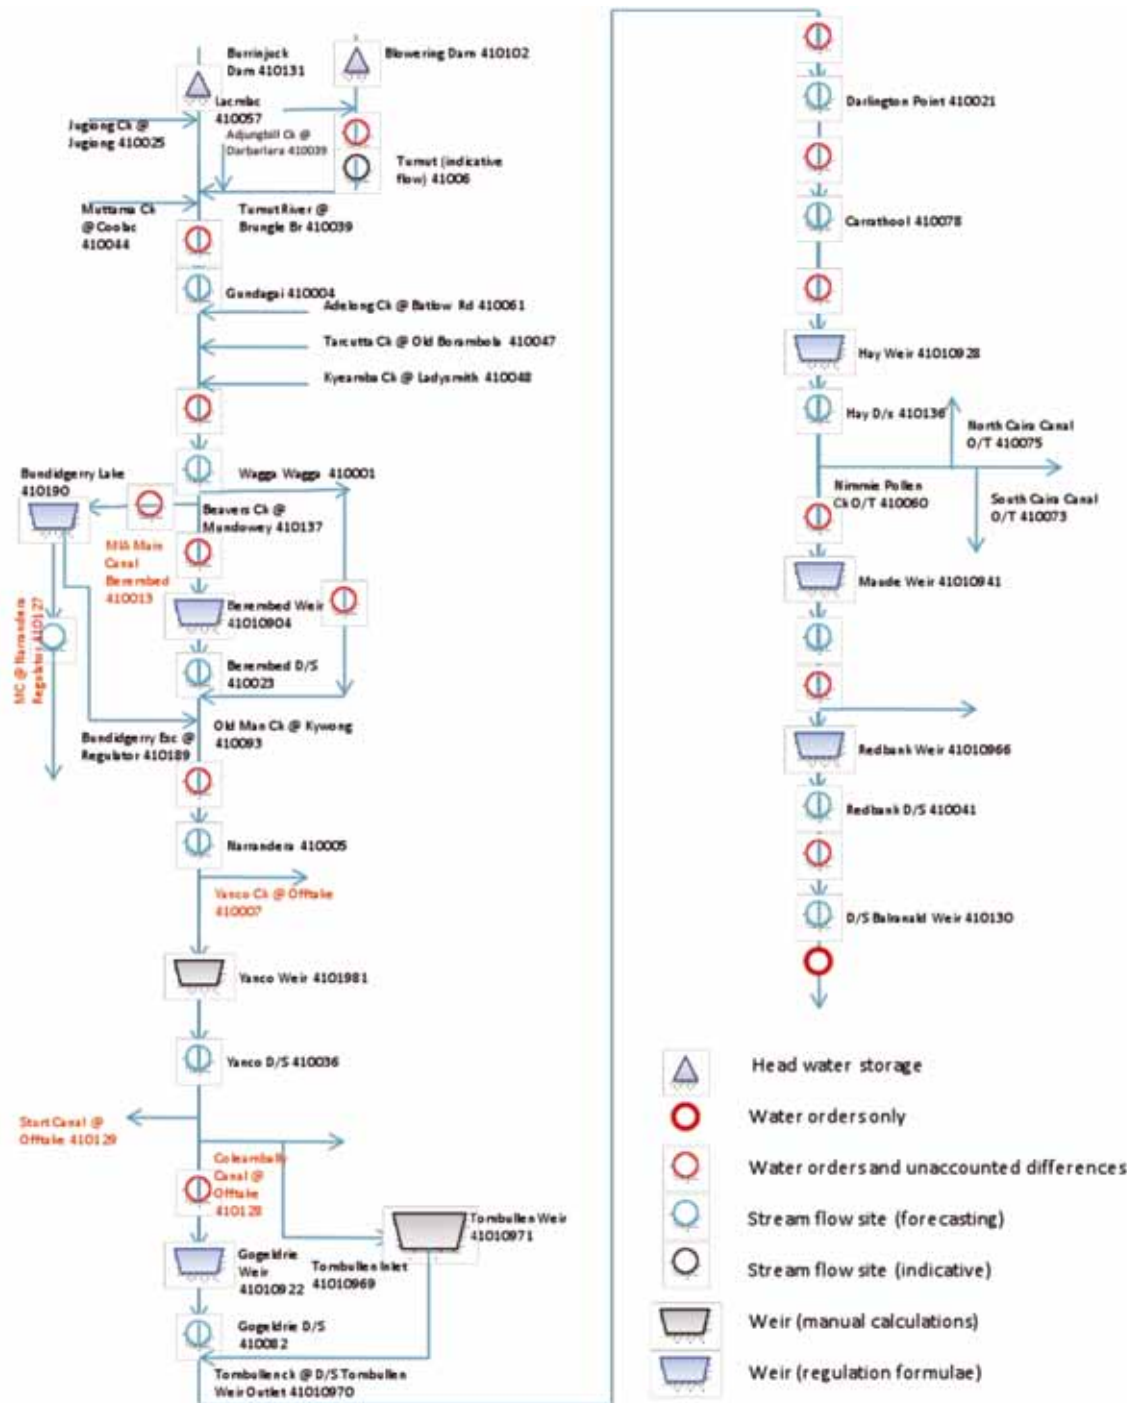 Burrinjuck
Dam 410131
Blowering Dam 410102
Lacmlac
410057
Jugiong Ck @
Jugiong 410025
Adjungbill Ck @
Darbarlara 410039
Tumut (indicative
flow) 41006
Muttama Ck
@ Coolac
410044
Tumut River @
Brungle Br 410039
Gundagai 410004
Adelong Ck @ Batlow Rd 410061
Tarcutta Ck @ Old Borambola 410047
Kyeamba Ck @ Ladysmith 410048
Wagga Wagga 410001
Bundidgerry Lake
410190
Beavers Ck @
Mundowey 410137
MIA Main
Canal
Berembed
410013
Berembed Weir
41010904
MC @ Narrandera
Regulator 410127
Berembed D/S
410023
Bundidgerry Esc @
Regulator 410189
Old Man Ck @ Kywong
410093
Narrandera 410005
Yanco Ck @ Offtake
410007
Yanco Weir 4101981
Yanco D/S 410036
Sturt Canal @
Offtake 410129
Coleambally
Canal @
Offtake
410128
Tombullen Weir
41010971
Gogeldrie
Weir
41010922
Tombullen Inlet
41010969
Gogeldrie D/S
410082
Tombullen ck @ D/S Tombullen
Weir Outlet 41010970
Darlington Point 410021
Carrathool 410078
Hay Weir 41010928
Hay D/s 410136
North Caira Canal
O/T 410075
Nimmie Pollen
Ck O/T 410060
South Caira Canal
O/T 410073
Maude Weir 41010941
Redbank Weir 41010966
Redbank D/S 410041
D/S Balranald Weir 410130
Head water storage
Water orders only
Water orders and unaccounted differences
Stream flow site (forecasting)
Stream flow site (indicative)
Weir (manual calculations)
Weir (regulation formulae)